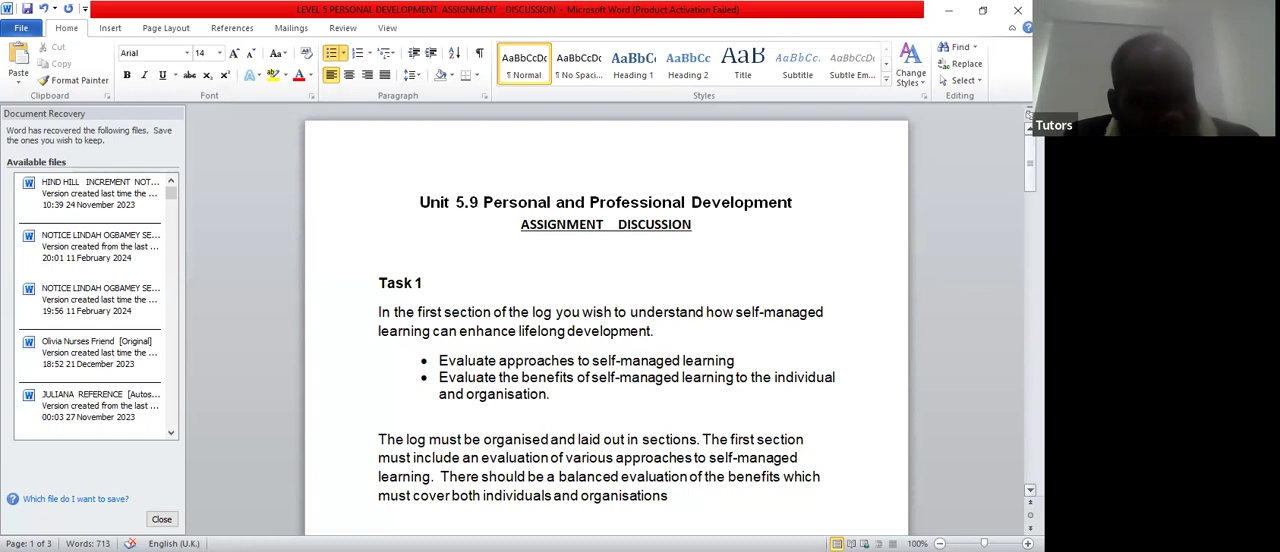 LEVEL 5 PERSONAL DEVELOPMENT ASSIGNMENT DISCUSSION - Microsoft Word (Product Activation Failed)
File Home Insert Page Layout References Mailings Review View
Paste
Cut
Copy
Format Painter
Clipboard
Arial 14
Font
Paragraph
AaBbCcDc AaBbCcDc AaBbCc AaBbCc AaB AaBbCc. AaBbCcDc
¶ Normal ¶ No Spaci... Heading 1 Heading 2 Title Subtitle Subtle Em...
Change Styles
Styles
Find
Replace
Select
Editing
Tutors
Document Recovery
Word has recovered the following files. Save
the ones you wish to keep.
Available files
HIND HILL INCREMENT NOT...
Version created last time the ...
10:39 24 November 2023
NOTICE LINDAH OGBAMEY SE...
Version created from the last ...
20:01 11 February 2024
NOTICE LINDAH OGBAMEY SE...
Version created from the last ...
19:56 11 February 2024
Olivia Nurses Friend [Original]
Version created last time the ...
18:52 21 December 2023
JULIANA REFERENCE [Autos...
Version created from the last ...
00:03 27 November 2023
Which file do I want to save?
Close
Unit 5.9 Personal and Professional Development
ASSIGNMENT DISCUSSION
Task 1
In the first section of the log you wish to understand how self-managed
learning can enhance lifelong development.
• Evaluate approaches to self-managed learning
• Evaluate the benefits of self-managed learning to the individual
and organisation.
The log must be organised and laid out in sections. The first section
must include an evaluation of various approaches to self-managed
learning. There should be a balanced evaluation of the benefits which
must cover both individuals and organisations
Page: 1 of 3 Words: 713 English (U.K.) 100%